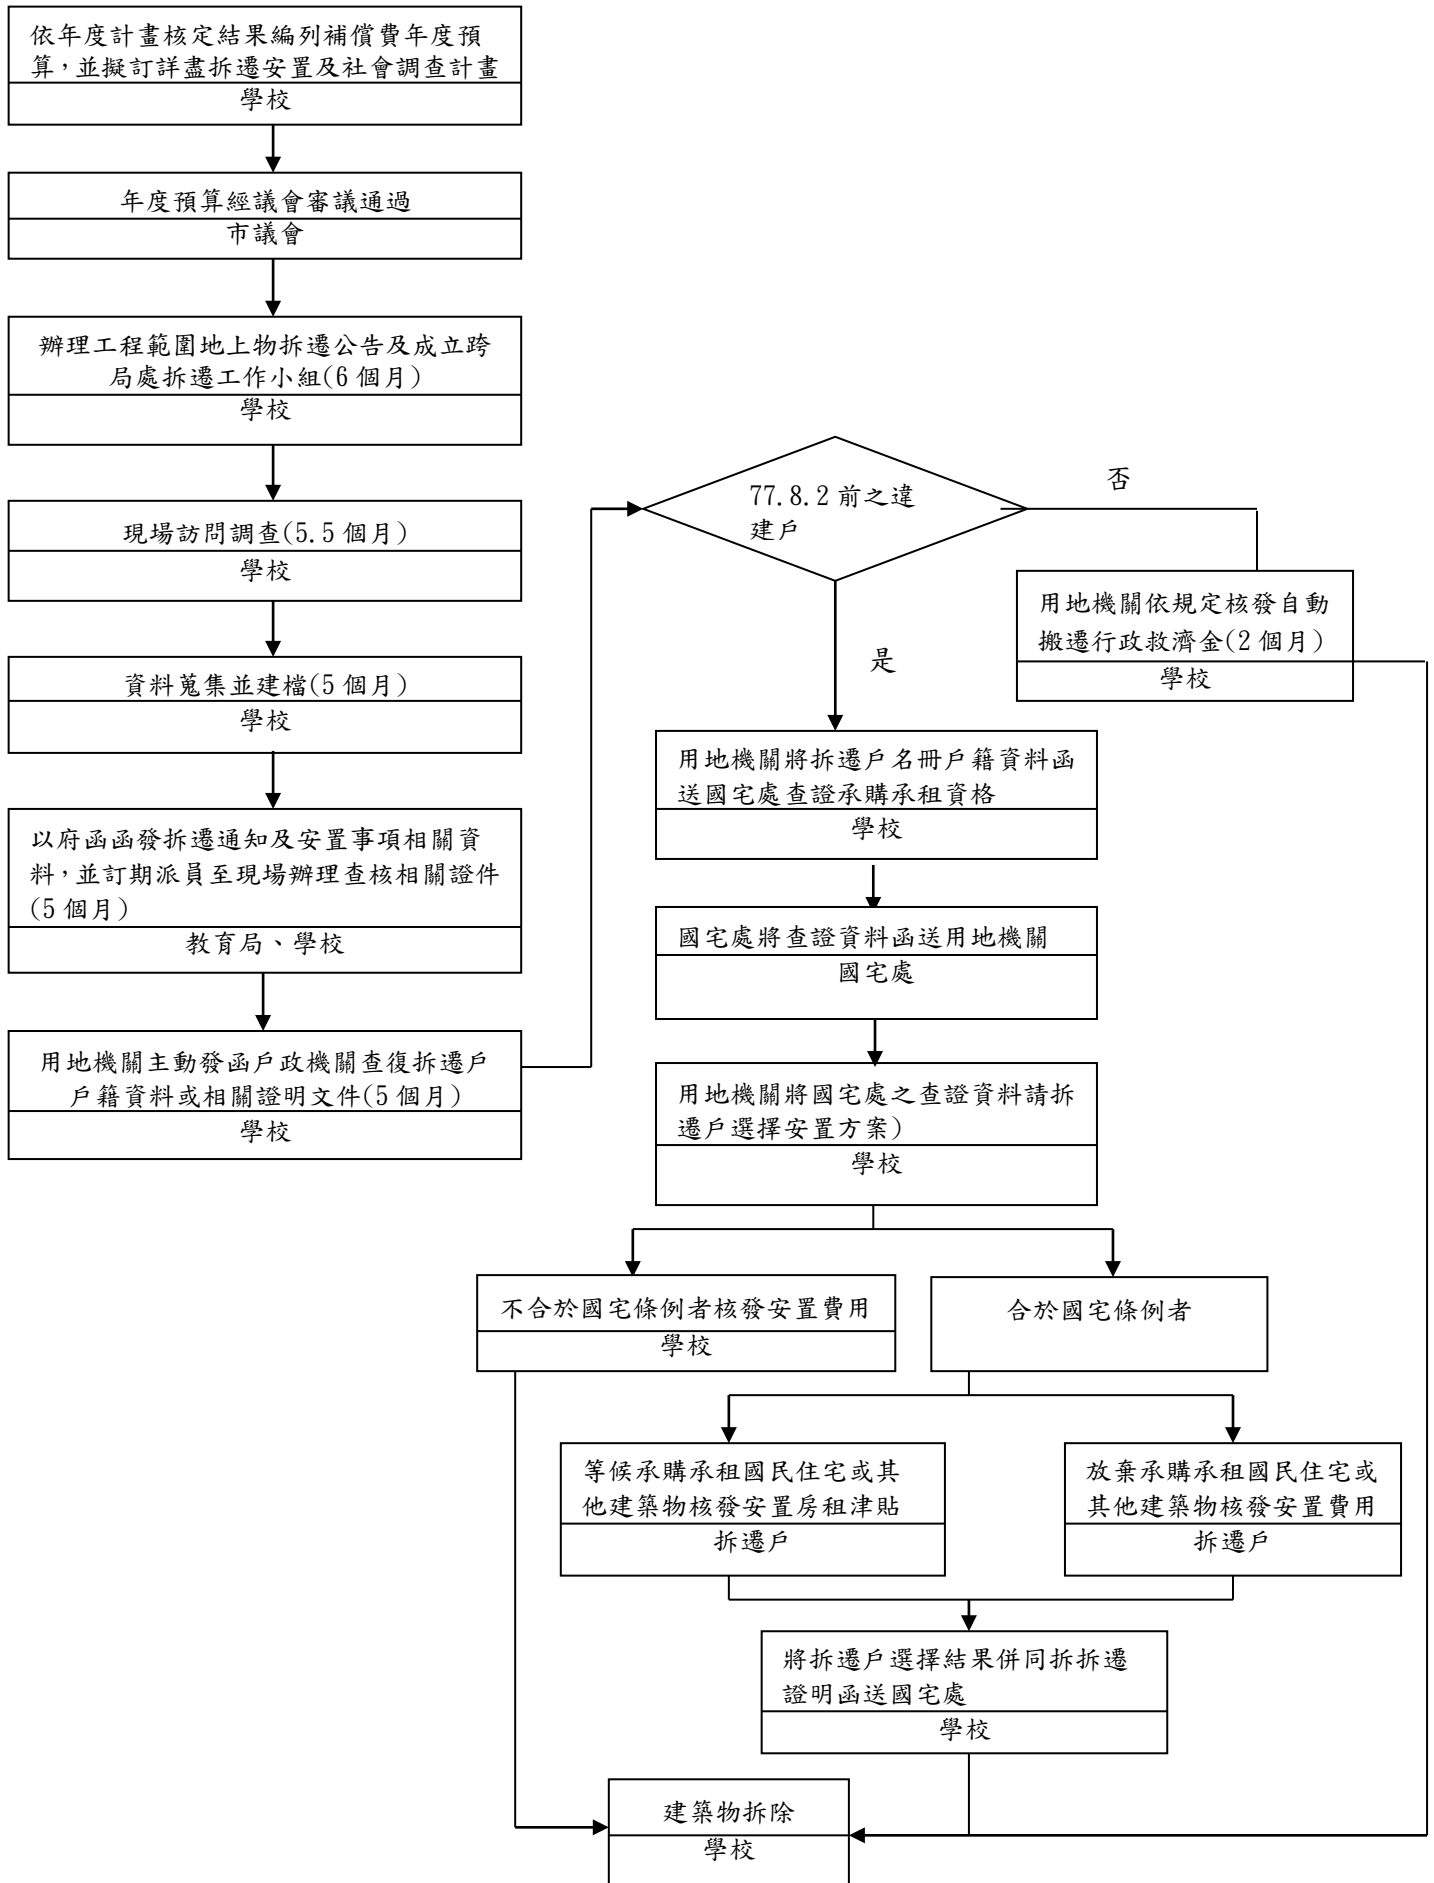 依年度計畫核定結果編列補償費年度預
算，並擬訂詳盡拆遷安置及社會調查計畫
學校
年度預算經議會審議通過
市議會
辦理工程範圍地上物拆遷公告及成立跨
局處拆遷工作小組(6個月)
學校
現場訪問調查(5.5個月)
學校
資料蒐集並建檔(5個月)
學校
以府函函發拆遷通知及安置事項相關資
料，並訂期派員至現場辦理查核相關證件
(5個月)
教育局、學校
用地機關主動發函戶政機關查復拆遷戶
戶籍資料或相關證明文件(5個月)
學校
77.8.2前之違
建戶
否
是
用地機關依規定核發自動
搬遷行政救濟金(2個月)
學校
用地機關將拆遷戶名冊戶籍資料函
送國宅處查證承購承租資格
學校
國宅處將查證資料函送用地機關
國宅處
用地機關將國宅處之查證資料請拆
遷戶選擇安置方案)
學校
不合於國宅條例者核發安置費用
學校
合於國宅條例者
等候承購承租國民住宅或其
他建築物核發安置房租津貼
拆遷戶
放棄承購承租國民住宅或
其他建築物核發安置費用
拆遷戶
將拆遷戶選擇結果併同拆拆遷
證明函送國宅處
學校
建築物拆除
學校